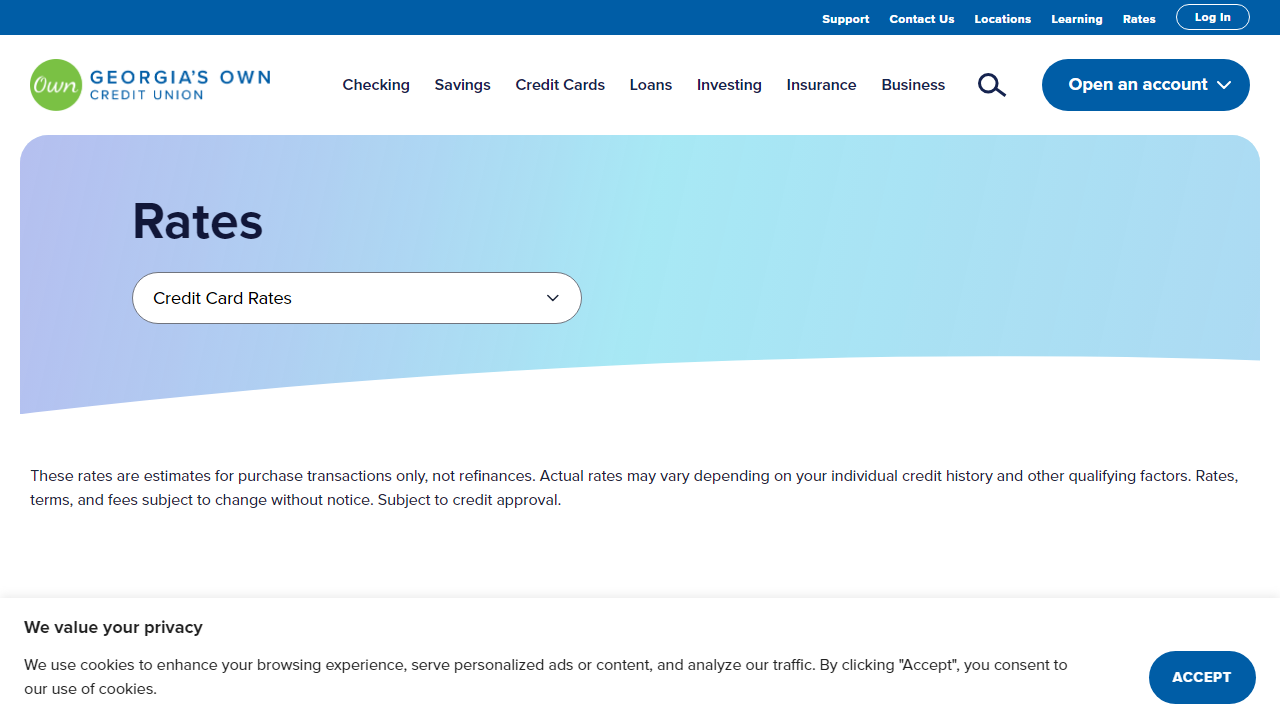 Support Contact Us Locations Learning Rates Log In
Own GEORGIA'S OWN
CREDIT UNION
Checking Savings Credit Cards Loans Investing Insurance Business
Open an account
Rates
Credit Card Rates
These rates are estimates for purchase transactions only, not refinances. Actual rates may vary depending on your individual credit history and other qualifying factors. Rates,
terms, and fees subject to change without notice. Subject to credit approval.
We value your privacy
We use cookies to enhance your browsing experience, serve personalized ads or content, and analyze our traffic. By clicking "Accept", you consent to
our use of cookies.
ACCEPT